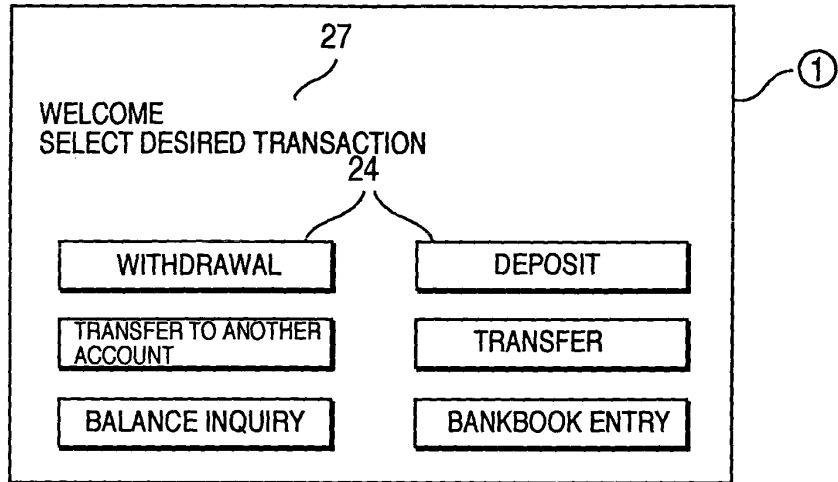 27
①
WELCOME
SELECT DESIRED TRANSACTION
24
WITHDRAWAL
DEPOSIT
TRANSFER TO ANOTHER
ACCOUNT
TRANSFER
BALANCE INQUIRY
BANKBOOK ENTRY